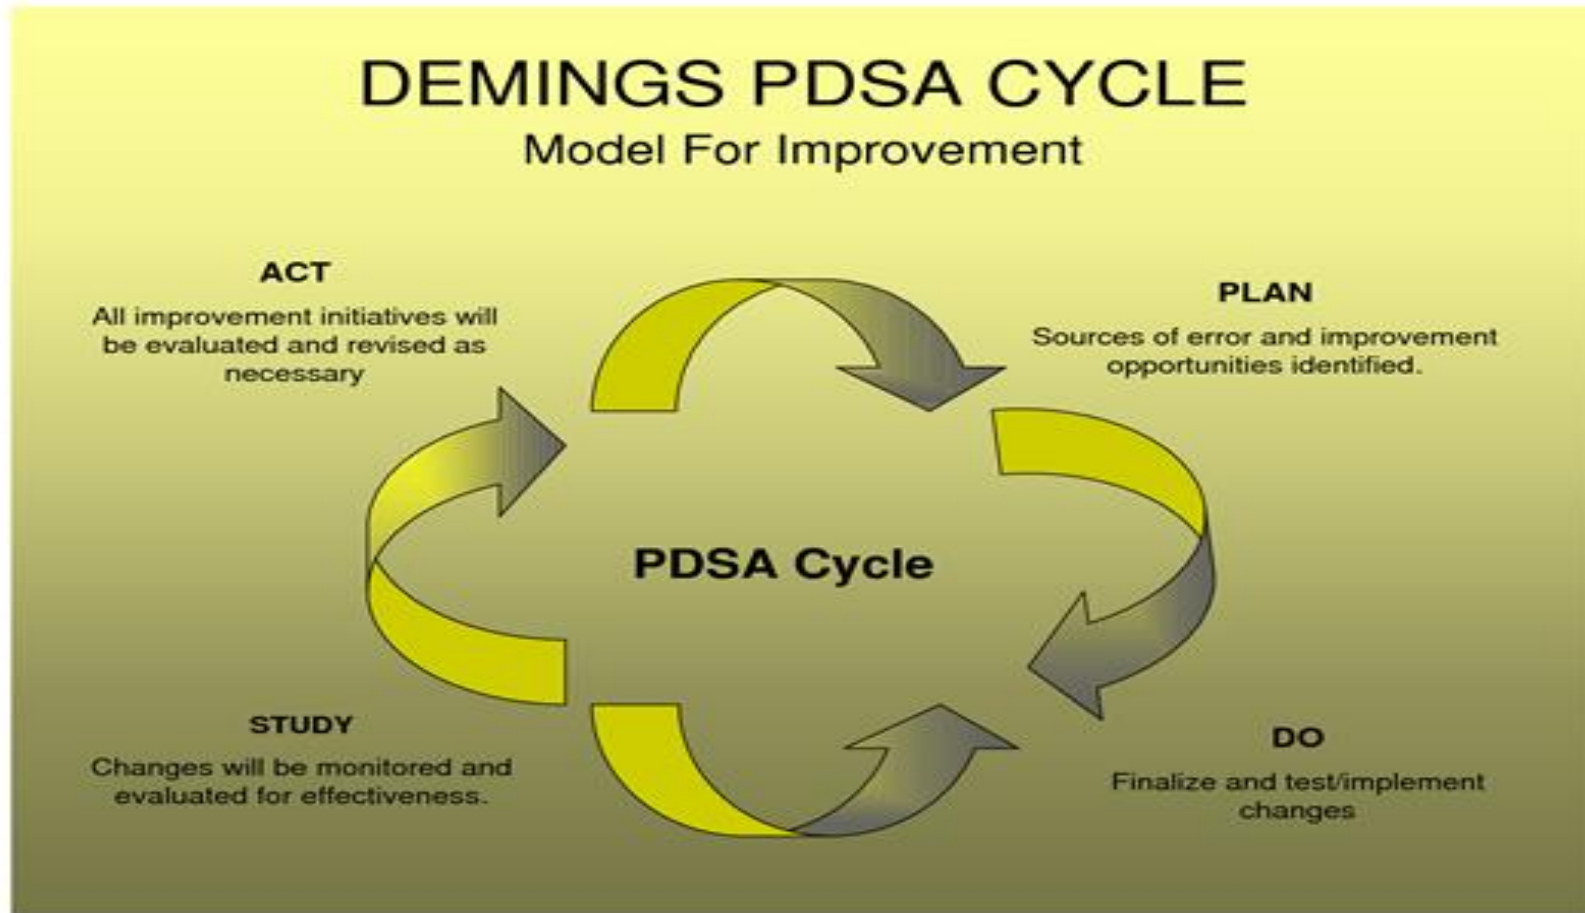 DEMINGS PDSA CYCLE
Model For Improvement
ACT
All improvement initiatives will
be evaluated and revised as
necessary
PLAN
Sources of error and improvement
opportunities identified.
PDSA Cycle
STUDY
Changes will be monitored and
evaluated for effectiveness.
DO
Finalize and test/implement
changes